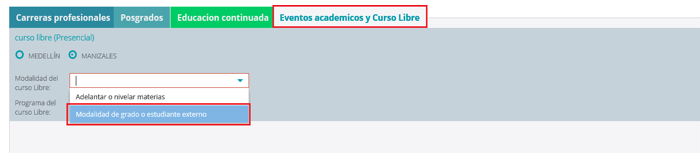 Carreras profesionales Posgrados Educacion continuada Eventos academicos y Curso Libre
curso libre (Presencial)
MEDELLÍN MANIZALES
Modalidad del
curso Libre:
Adelantar o nivelar materias
Programa del
curso Libre:
Modalidad de grado o estudiante externo